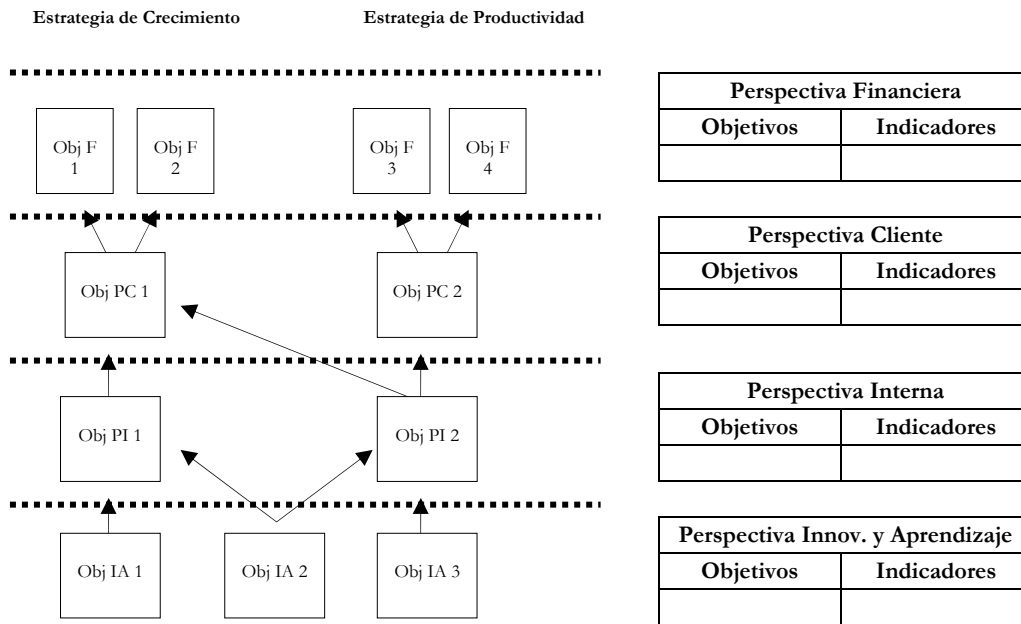 Estrategia de Crecimiento
Estrategia de Productividad
Obj F
1
Obj F
2
Obj F
3
Obj F
4
Obj PC 1
Obj PC 2
Obj PI 1
Obj PI 2
Obj IA 1
Obj IA 2
Obj IA 3
Perspectiva Financiera
Objetivos
Indicadores
Perspectiva Cliente
Objetivos
Indicadores
Perspectiva Interna
Objetivos
Indicadores
Perspectiva Innov. y Aprendizaje
Objetivos
Indicadores